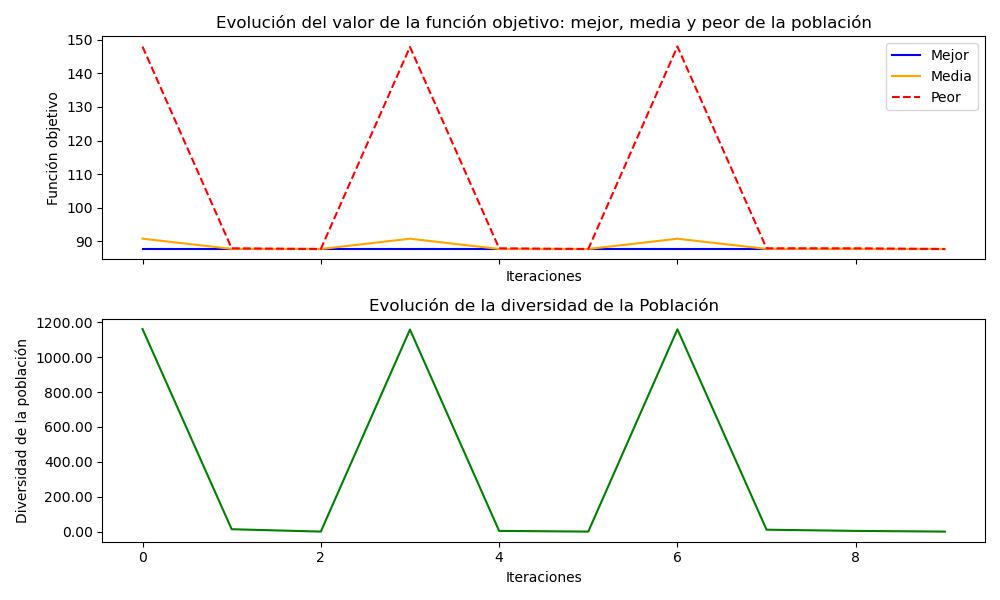 Evolución del valor de la función objetivo: mejor, media y peor de la población
Función objetivo
150
140
130
120
110
100
90
Mejor
Media
Peor
Iteraciones
Evolución de la diversidad de la Población
Diversidad de la población
1200.00
1000.00
800.00
600.00
400.00
200.00
0.00
0 2 4 6 8
Iteraciones